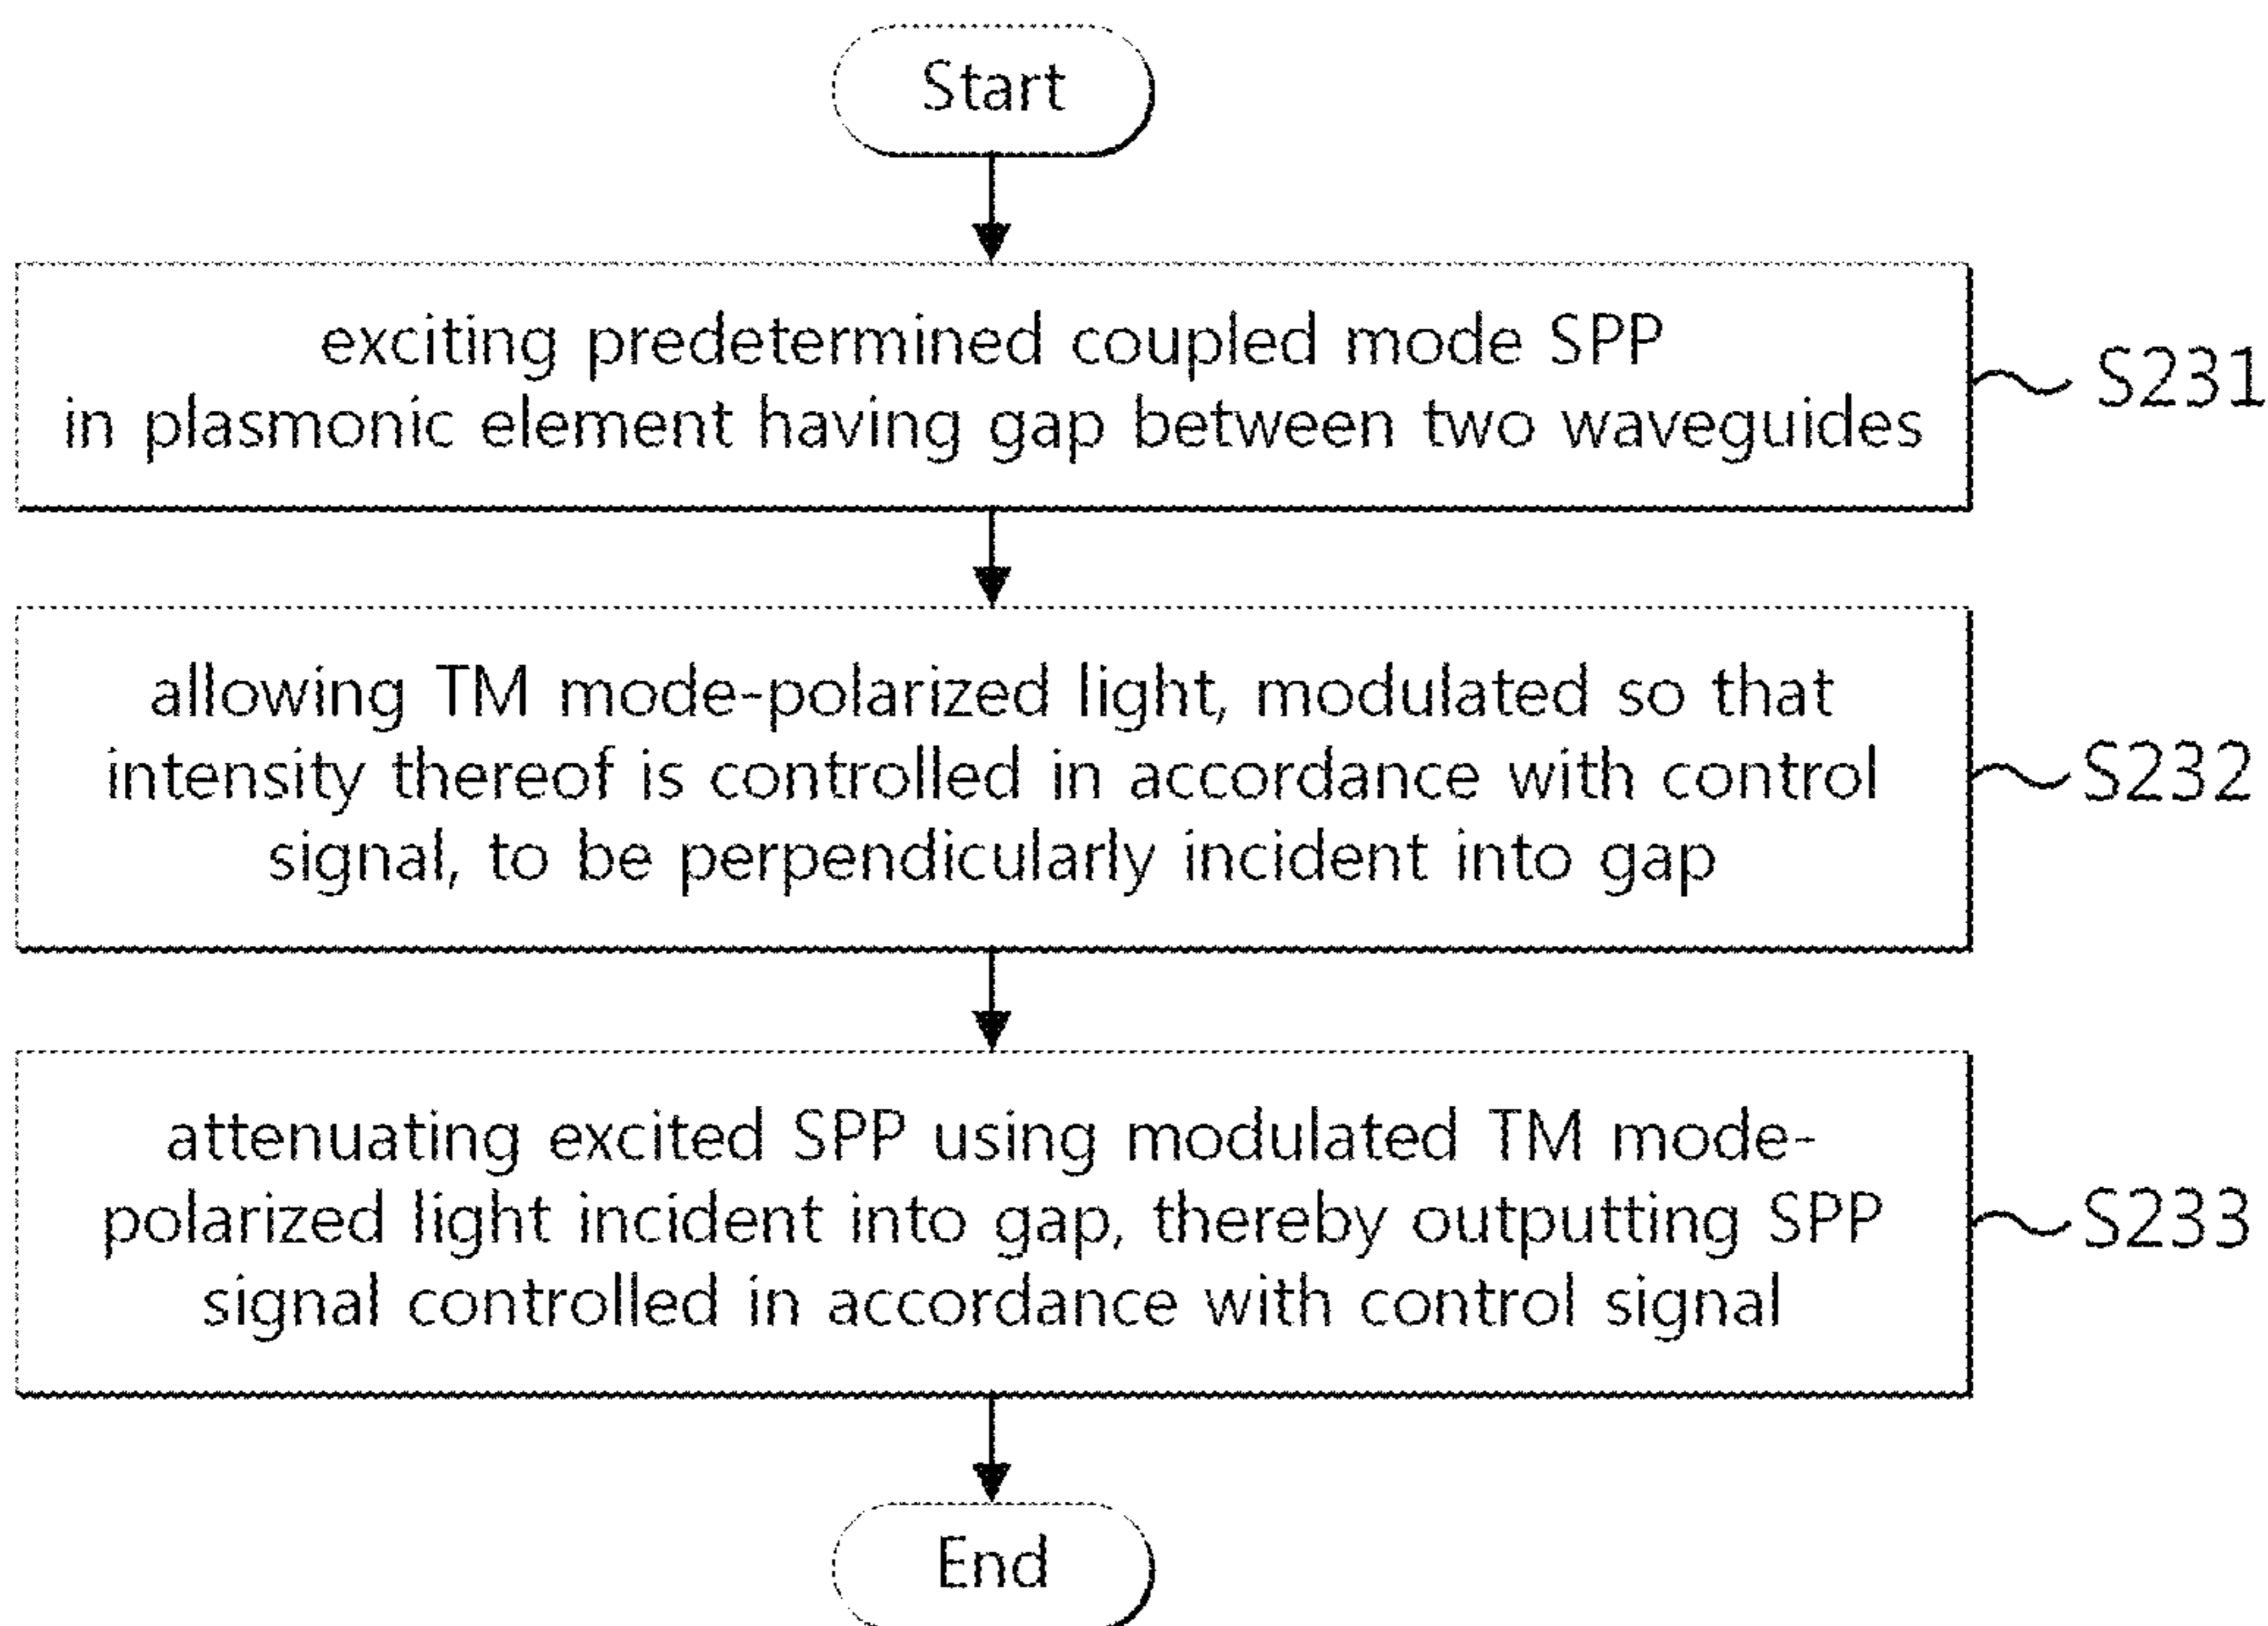 Start
exciting predetermined coupled mode SPP
in plasmonic element having gap between two waveguides
S231
allowing TM mode-polarized light, modulated so that
intensity thereof is controlled in accordance with control
signal, to be perpendicularly incident into gap
S232
attenuating excited SPP using modulated TM mode-
polarized light incident into gap, thereby outputting SPP
signal controlled in accordance with control signal
S233
End